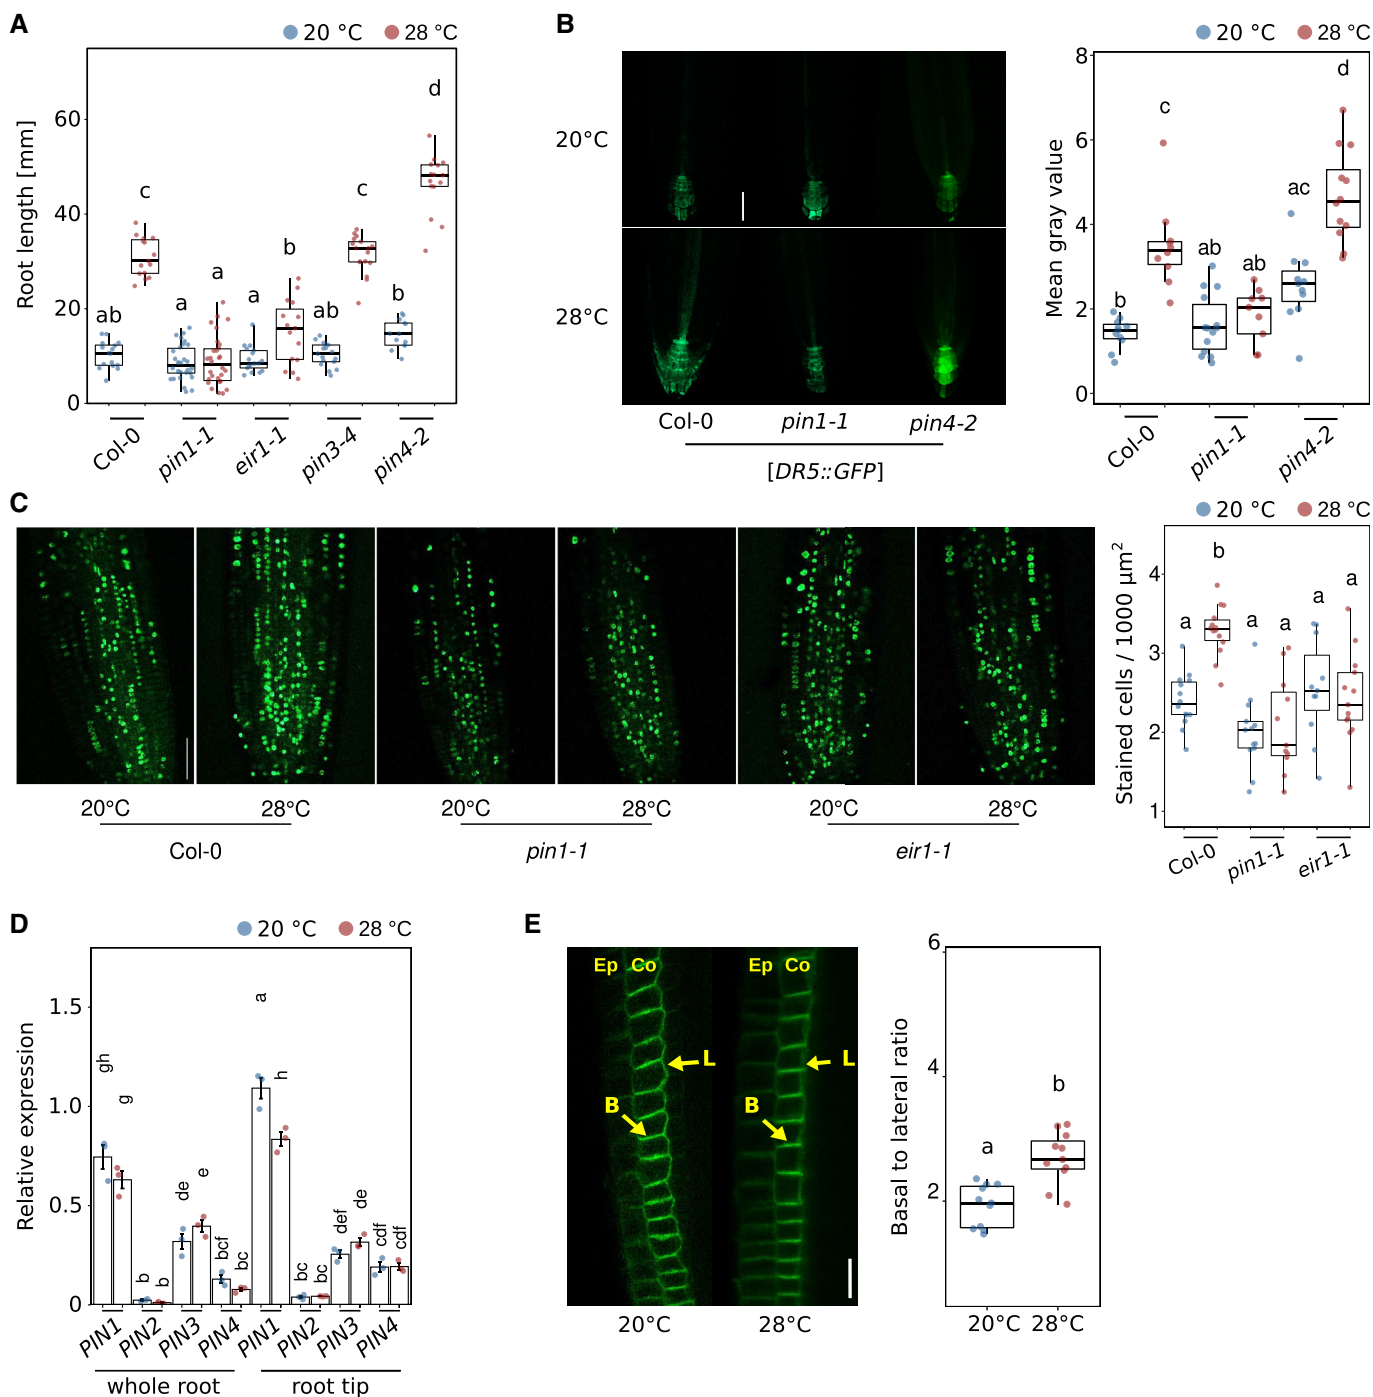 A
20 °C
28 °C
Root length [mm]
60
40
20
0
ab
c
a
a
a
b
ab
c
b
d
Col-0
pin1-1
eir1-1
pin3-4
pin4-2
B
20°C
28°C
Col-0
pin1-1
pin4-2
[DR5::GFP]
20 °C
28 °C
Mean gray value
8
6
4
2
0
b
c
ab
ab
ac
d
Col-0
pin1-1
pin4-2
C
20°C
28°C
20°C
28°C
20°C
28°C
Col-0
pin1-1
eir1-1
20 °C
28 °C
Stained cells / 1000 µm²
4
3
2
1
a
b
a
a
a
a
Col-0
pin1-1
eir1-1
D
20 °C
28 °C
Relative expression
1.5
1.0
0.5
0
gh
g
b
b
de
e
bcf
bc
a
h
bc
bc
def
de
cdf
cdf
PIN1
PIN2
PIN3
PIN4
PIN1
PIN2
PIN3
PIN4
whole root
root tip
E
Ep Co
Ep Co
L
L
B
B
20°C
28°C
Basal to lateral ratio
6
4
2
a
b
20°C
28°C